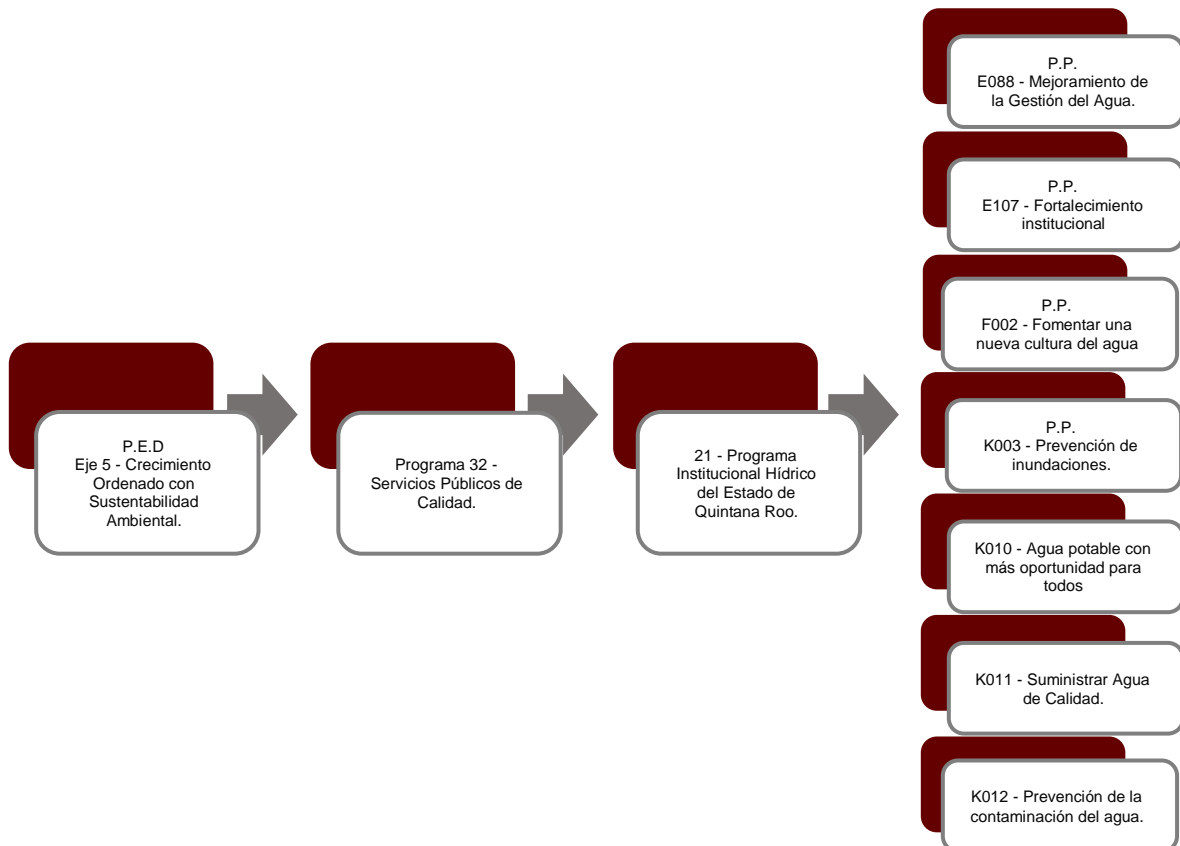 P.E.D
Eje 5 - Crecimiento
Ordenado con
Sustentabilidad
Ambiental.
Programa 32 -
Servicios Públicos de
Calidad.
21 - Programa
Institucional Hídrico
del Estado de
Quintana Roo.
P.P.
E088 - Mejoramiento de
la Gestión del Agua.
P.P.
E107 - Fortalecimiento
institucional
P.P.
F002 - Fomentar una
nueva cultura del agua
P.P.
K003 - Prevención de
inundaciones.
K010 - Agua potable con
más oportunidad para
todos
K011 - Suministrar Agua
de Calidad.
K012 - Prevención de la
contaminación del agua.